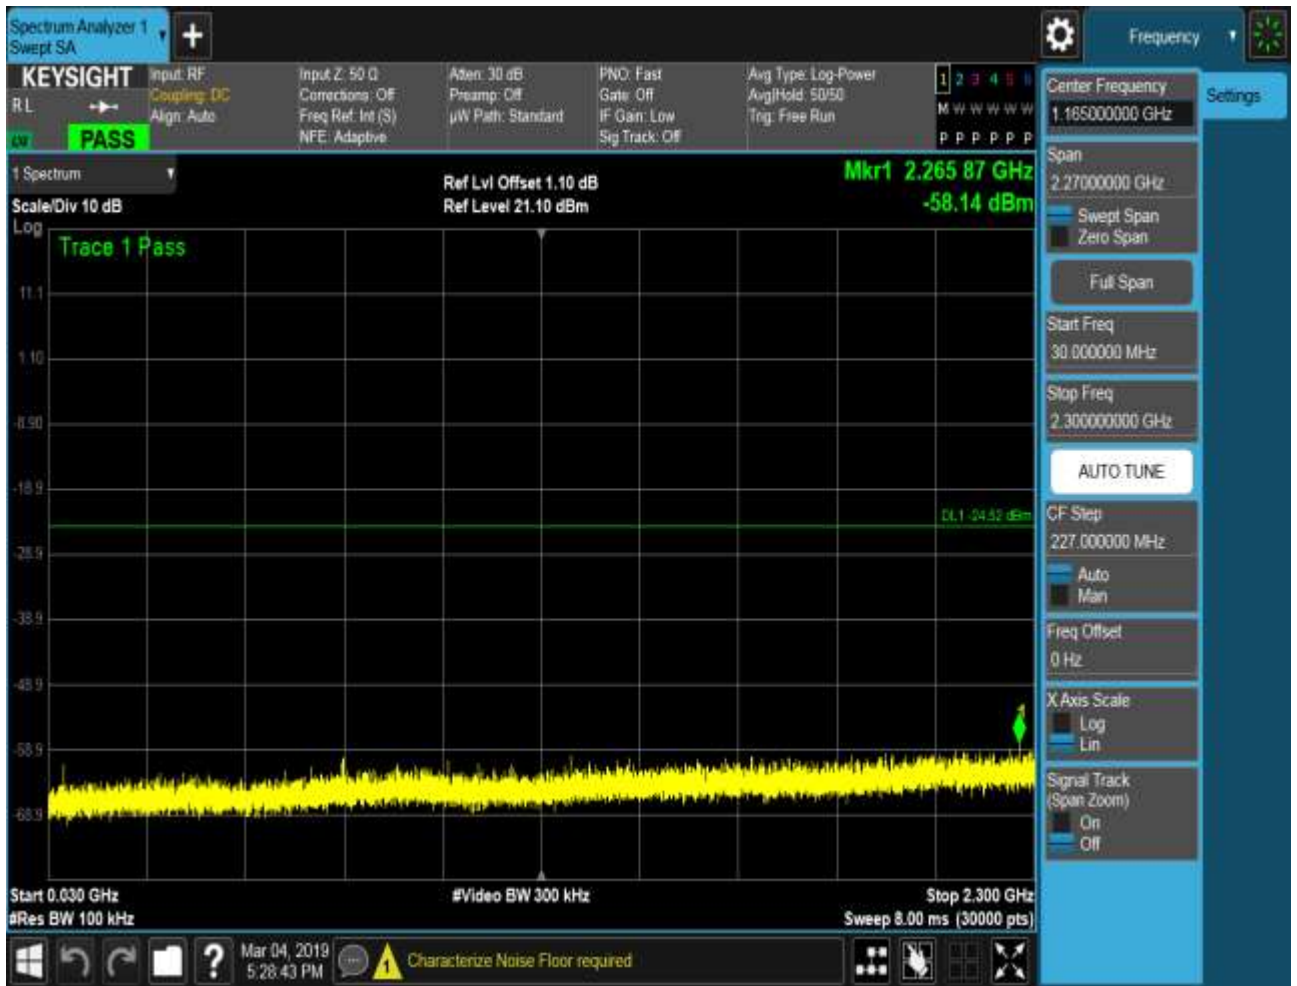 Spectrum Analyzer 1
Swept SA
Frequency
KEYSIGHT
R L
PASS
Input: RF
Coupling: DC
Align: Auto
Input Z: 50 Ω
Corrections: Off
Freq Ref: Int (S)
NFE: Adaptive
Atten: 30 dB
Preamp: Off
µW Path: Standard
PNO: Fast
Gate: Off
IF Gain: Low
Sig Track: Off
Avg Type: Log-Power
Avg|Hold: 50/50
Trig: Free Run
1 2 3 4 5 6
M W W W W W
P P P P P P
1 Spectrum
Scale/Div 10 dB
Log
Ref Lvl Offset 1.10 dB
Ref Level 21.10 dBm
Mkr1 2.265 87 GHz
-58.14 dBm
Trace 1 Pass
11.1
1.10
-8.90
-18.9
DL1 -24.52 dBm
-28.9
-38.9
-48.9
1
-58.9
-68.9
Start 0.030 GHz
#Res BW 100 kHz
#Video BW 300 kHz
Stop 2.300 GHz
Sweep 8.00 ms (30000 pts)
Center Frequency
1.165000000 GHz
Settings
Span
2.27000000 GHz
Swept Span
Zero Span
Full Span
Start Freq
30.000000 MHz
Stop Freq
2.300000000 GHz
AUTO TUNE
CF Step
227.000000 MHz
Auto
Man
Freq Offset
0 Hz
X Axis Scale
Log
Lin
Signal Track
(Span Zoom)
On
Off
?
Mar 04, 2019
5:28:43 PM
1
Characterize Noise Floor required